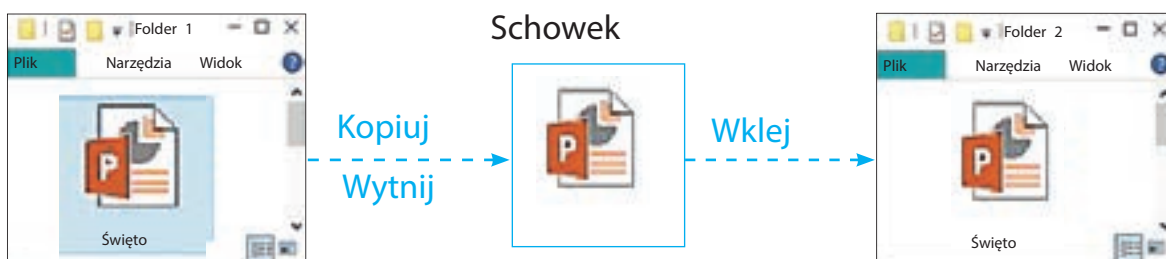 Folder 1
Plik Narzędzia Widok ?
P
Święto
Kopiuj
Wytnij
Schowek
P
Wklej
Folder 2
Plik Narzędzia Widok ?
P
Święto